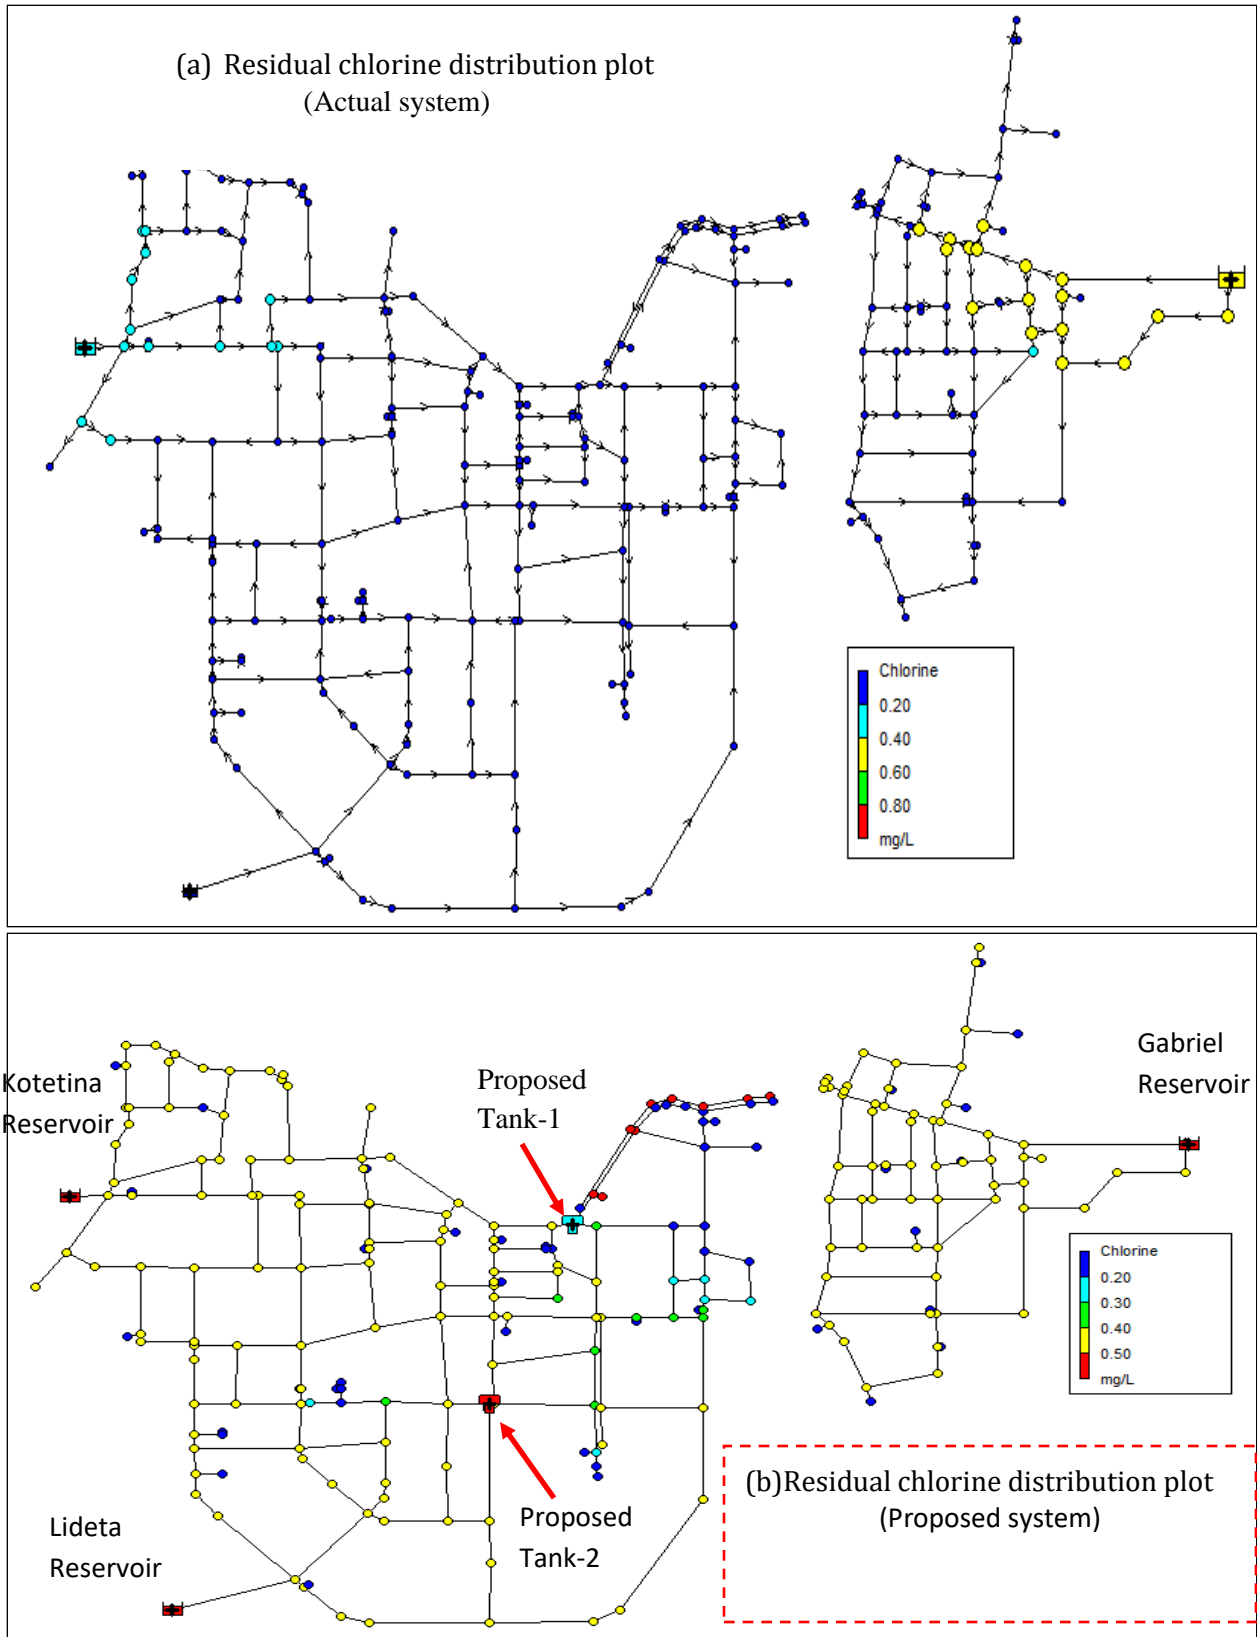 (a) Residual chlorine distribution plot
(Actual system)
Chlorine
0.20
0.40
0.60
0.80
mg/L
Kotetina
Reservoir
Proposed
Tank-1
Gabriel
Reservoir
Chlorine
0.20
0.30
0.40
0.50
mg/L
Lideta
Reservoir
Proposed
Tank-2
(b)Residual chlorine distribution plot
(Proposed system)